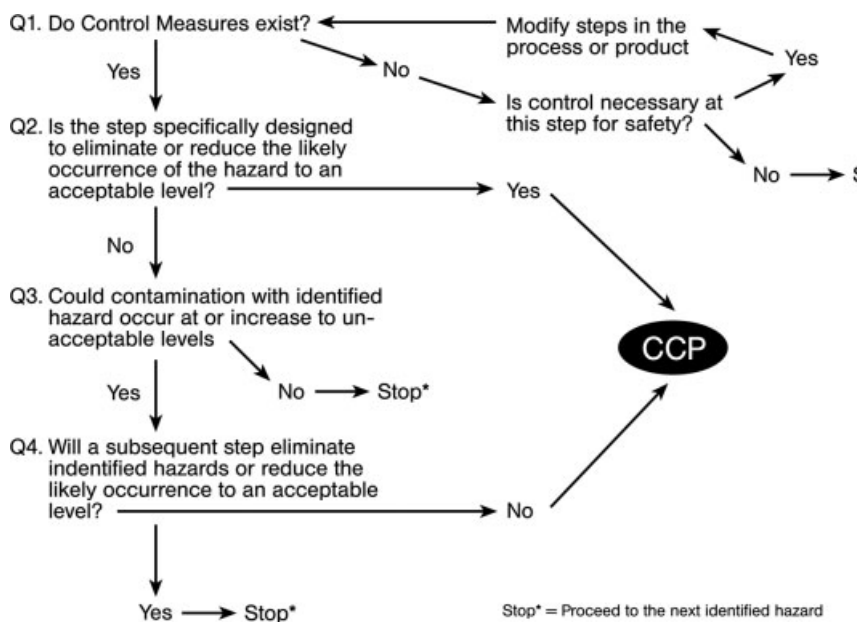 Q1. Do Control Measures exist?
Modify steps in the
process or product
Yes
No
Yes
Is control necessary at
this step for safety?
No
Q2. Is the step specifically designed
to eliminate or reduce the likely
occurrence of the hazard to an
acceptable level?
Yes
No
Q3. Could contamination with identified
hazard occur at or increase to un-
acceptable levels
CCP
Yes
No
Stop*
Q4. Will a subsequent step eliminate
indentified hazards or reduce the
likely occurrence to an acceptable
level?
No
Yes
Stop*
Stop* = Proceed to the next identified hazard